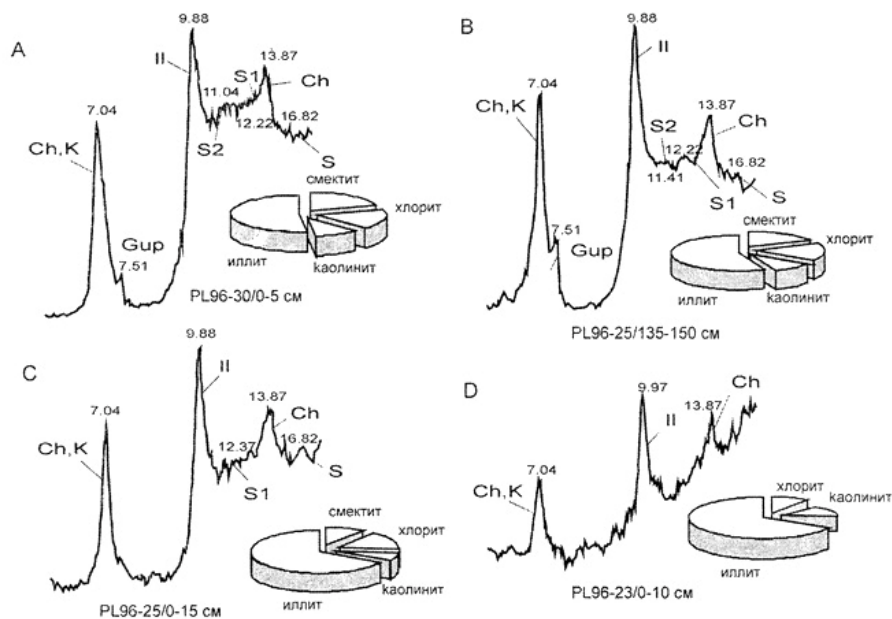 A
9.88
Il
13.87
S1
Ch
11.04
7.04
12.22
16.82
Ch,K
S2
S
смектит
хлорит
Gup
7.51
иллит
каолинит
PL96-30/0-5 см
B
9.88
Il
13.87
7.04
Ch
Ch,K
S2
12.22
16.82
11.41
S1
S
смектит
7.51
хлорит
Gup
иллит
каолинит
PL96-25/135-150 см
C
9.88
Il
13.87
7.04
Ch
12.37
16.82
Ch,K
S1
S
смектит
хлорит
иллит
каолинит
PL96-25/0-15 см
D
9.97
Ch
13.87
Il
7.04
Ch,K
хлорит
каолинит
иллит
PL96-23/0-10 см